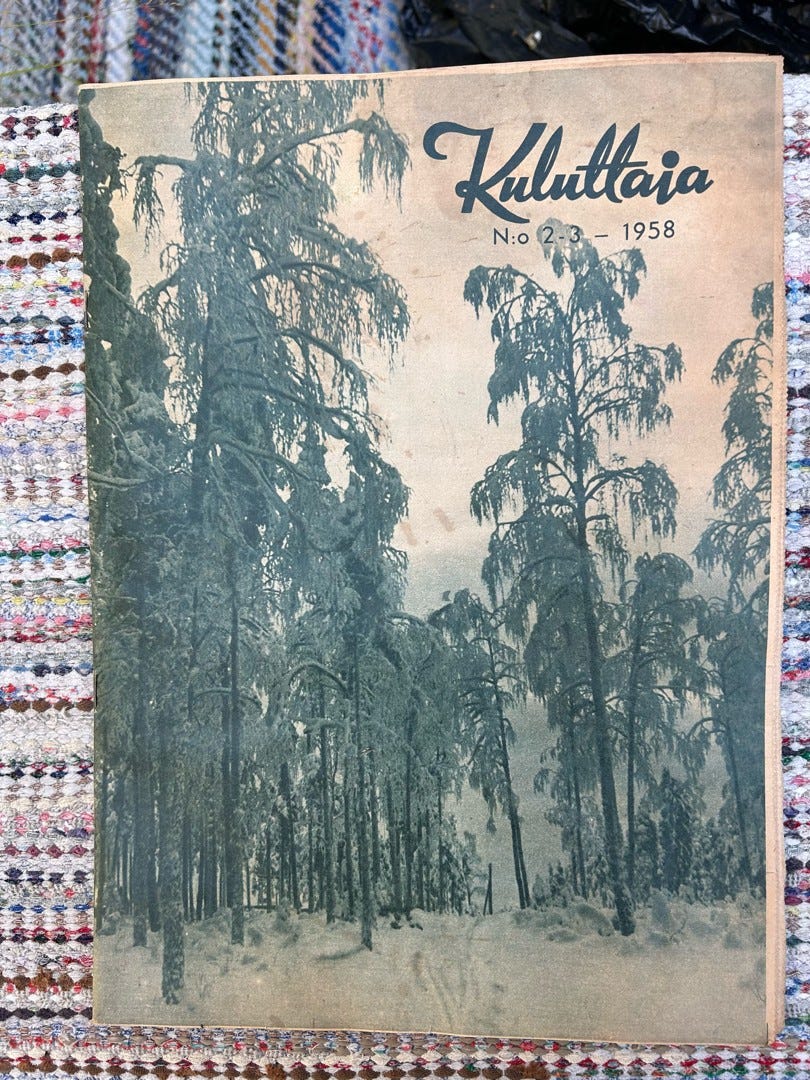 Kuluttaja
N:o 2-3 – 1958